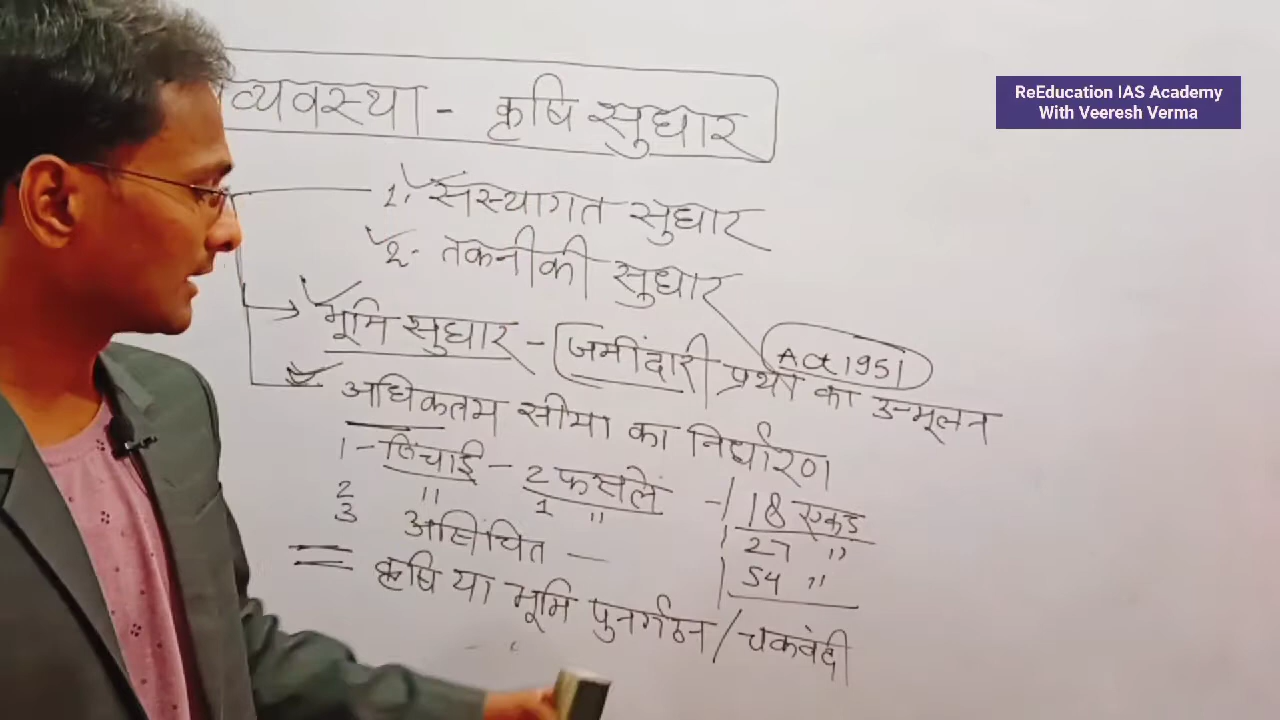 व्यवस्था - कृषि सुधार
ReEducation IAS Academy
With Veeresh Verma
1. संस्थागत सुधार
2. तकनीकी सुधार
भूमि सुधार - जमींदारी प्रथा का उन्मूलन
Act 1951
अधिकतम सीमा का निर्धारण
1 - सिंचाई - 2 फसलें - 18 एकड
2 " 1 " 27 "
3 असिंचित - 54 "
कृषि या भूमि पुनर्गठन / चकबंदी